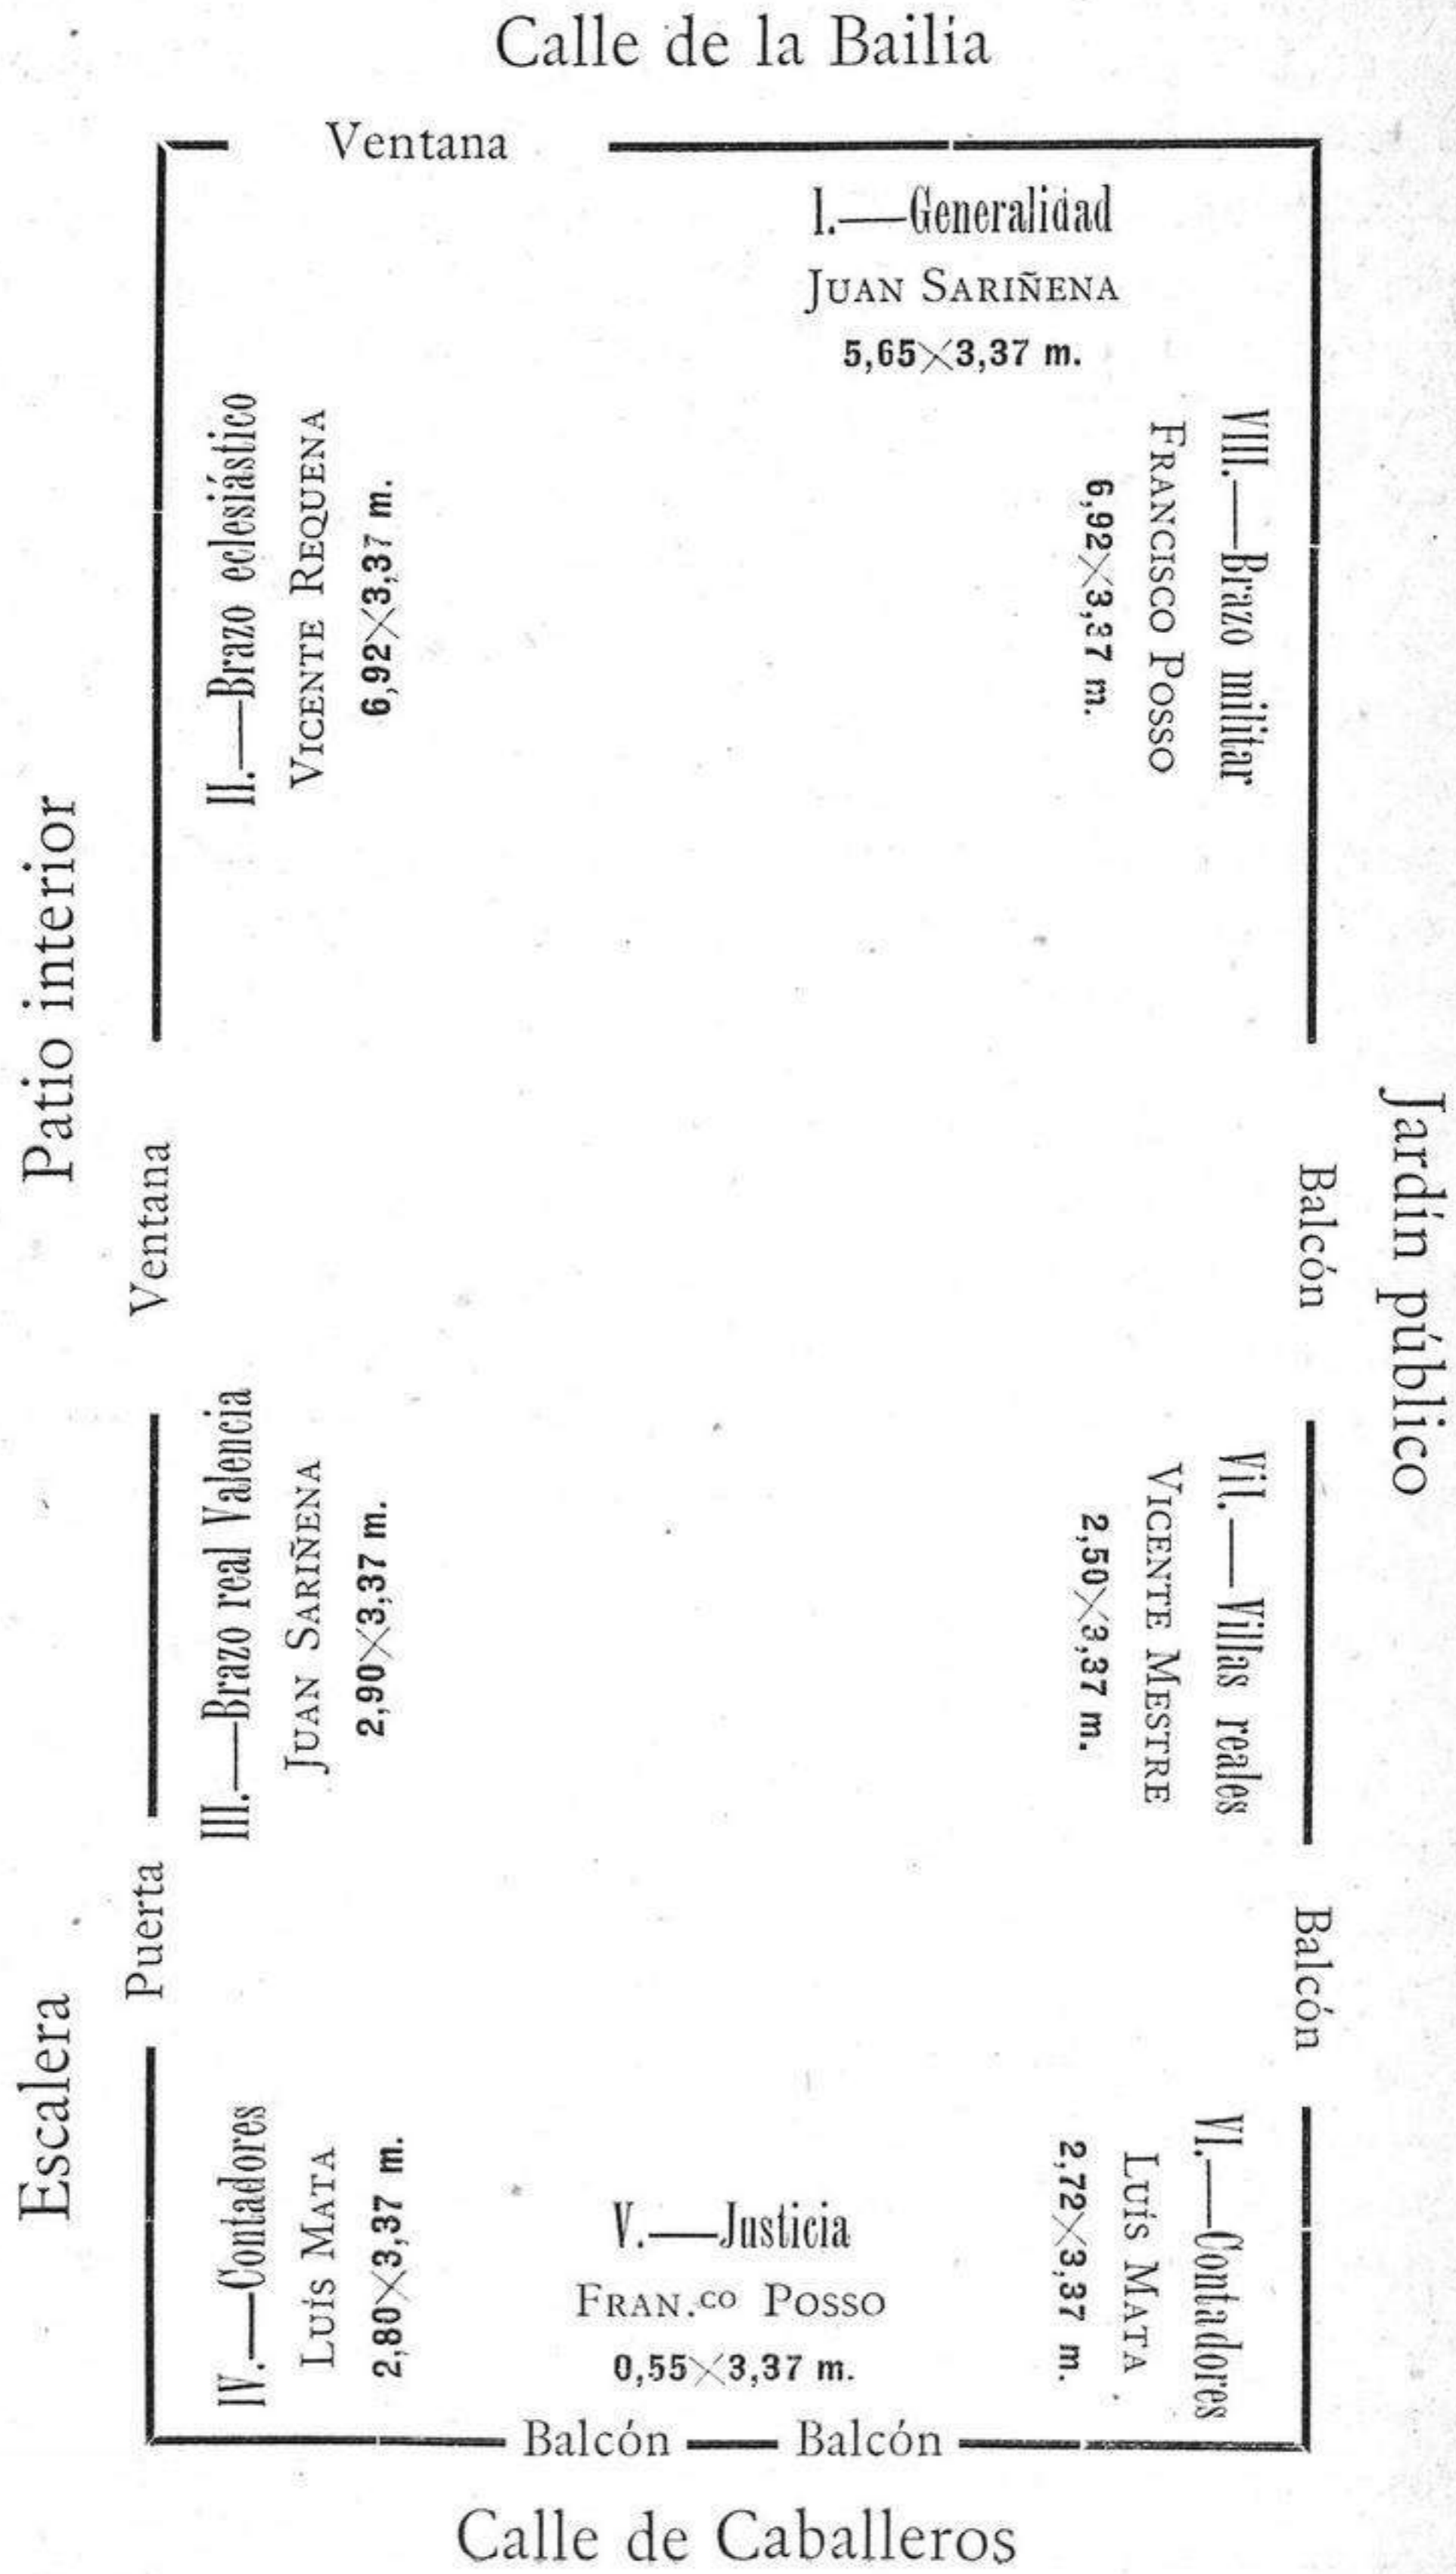 Calle de la Bailía
Ventana
I.—Generalidad
JUAN SARIÑENA
5,65×3,37 m.
Patio interior
II.—Brazo eclesiástico
VICENTE REQUENA
6,92×3,37 m.
Ventana
III.—Brazo real Valencia
JUAN SARIÑENA
2,90×3,37 m.
Puerta
Escalera
IV.—Contadores
LUÍS MATA
2,80×3,37 m.
V.—Justicia
FRAN.CO POSSO
0,55×3,37 m.
Balcón Balcón
VI.—Contadores
LUÍS MATA
2,72×3,37 m.
Balcón
VII.—Villas reales
VICENTE MESTRE
2,50×3,37 m.
Balcón
Jardín público
VIII.—Brazo militar
FRANCISCO POSSO
6,92×3,37 m.
Calle de Caballeros